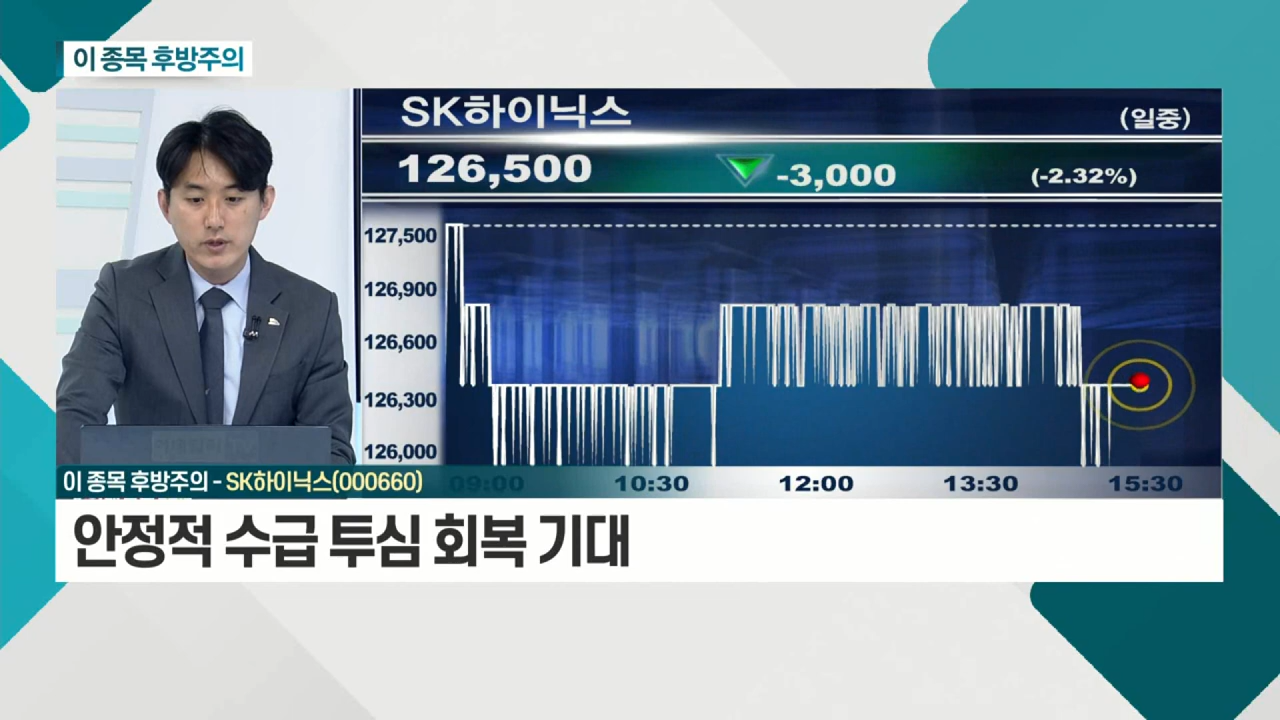 이 종목 후방주의
SK하이닉스
(일중)
126,500
-3,000
(-2.32%)
127,500
126,900
126,600
126,300
126,000
09:00
10:30
12:00
13:30
15:30
이 종목 후방주의 - SK하이닉스(000660)
안정적 수급 투심 회복 기대